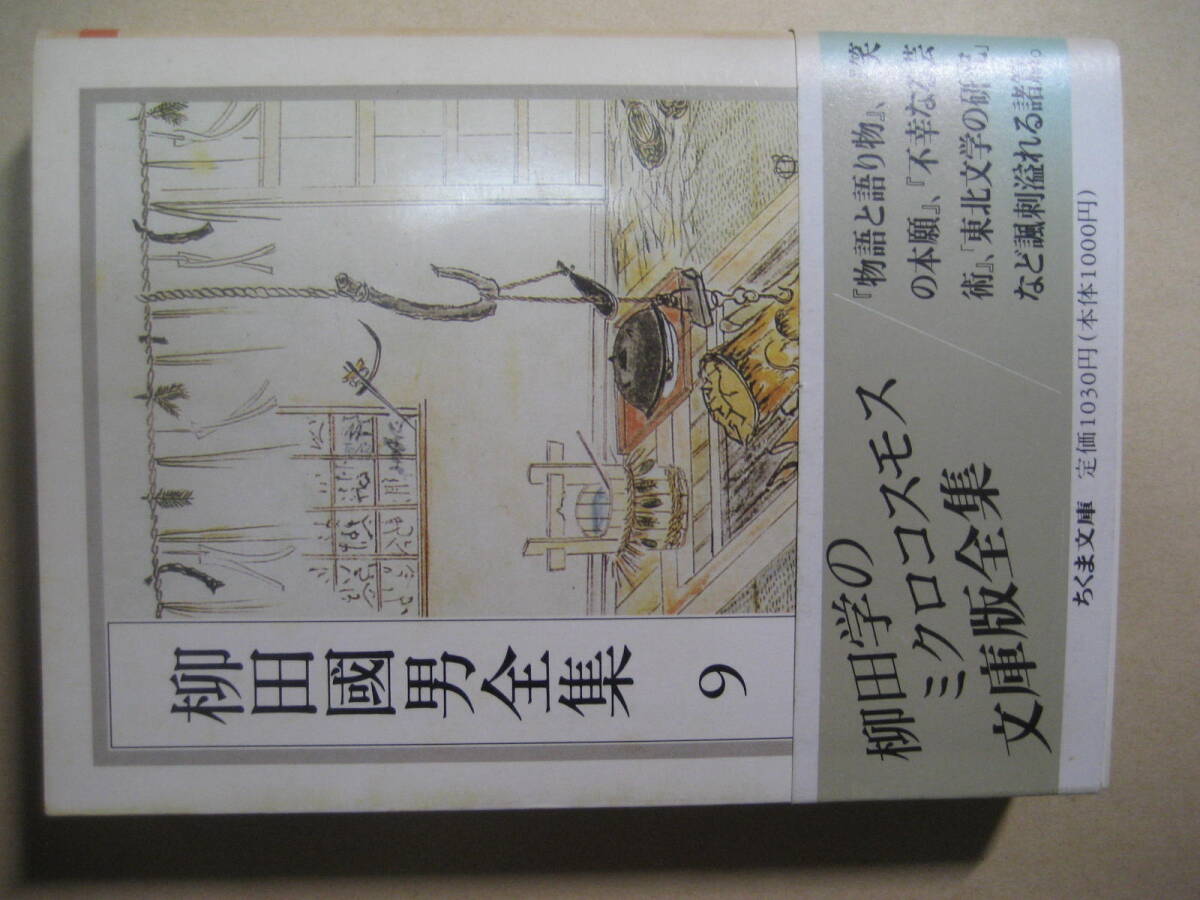 柳田國男全集
9
柳田学の
ミクロコスモス
文庫版全集
『物語と語り物』、『笑
の本願』、『不幸なる芸
術』、「東北文学の研究」
など諷刺溢れる諸篇。
ちくま文庫 定価1030円(本体1000円)